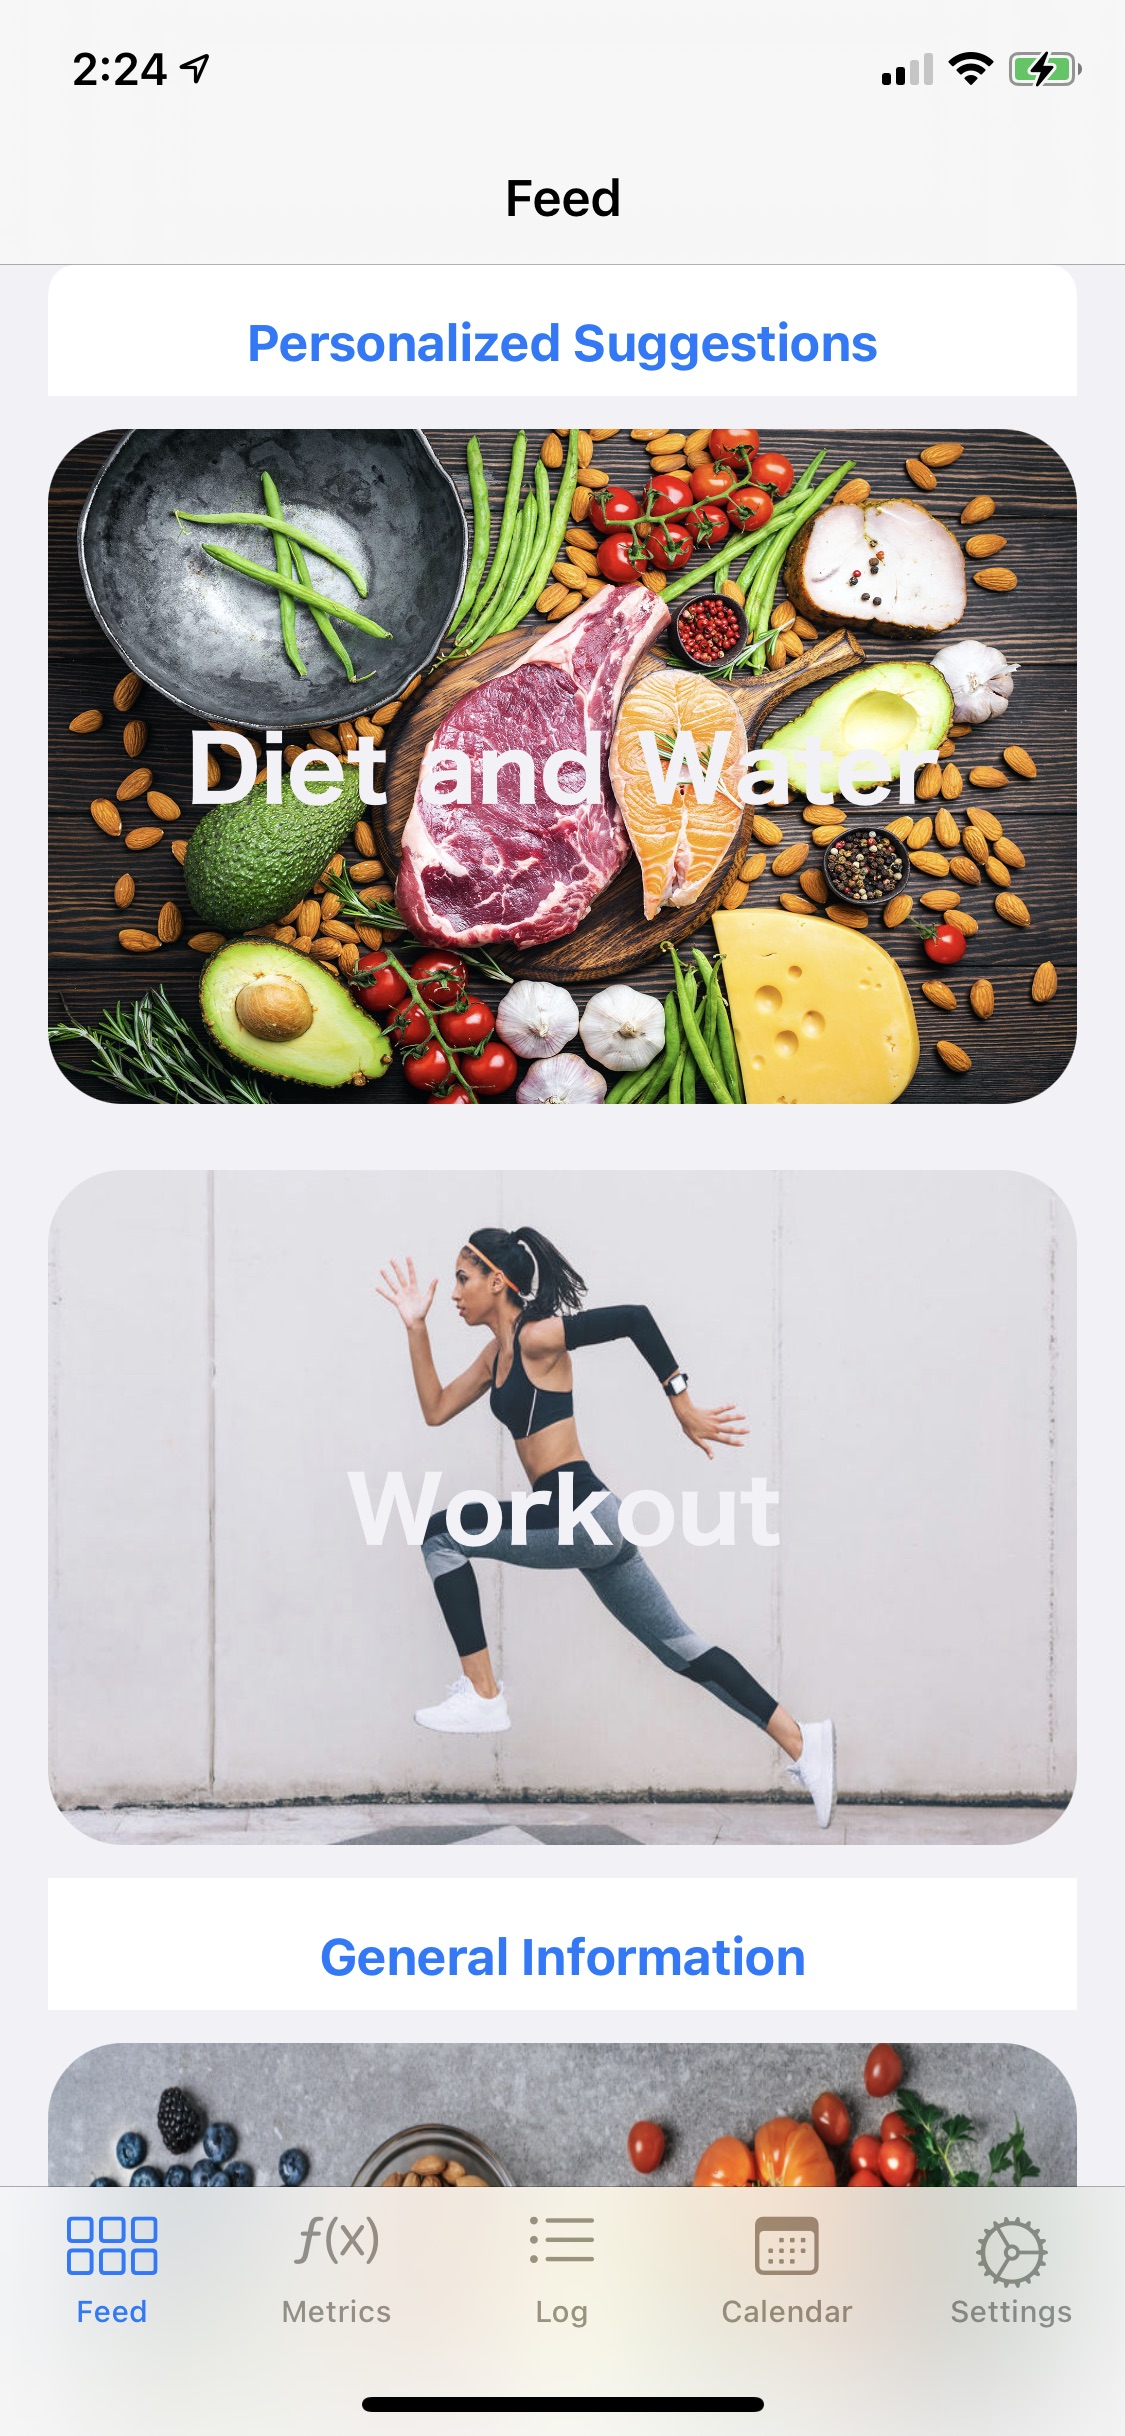 2:24
Feed
Personalized Suggestions
Diet and Water
Workout
General Information
Feed
f(x)
Metrics
Log
Calendar
Settings